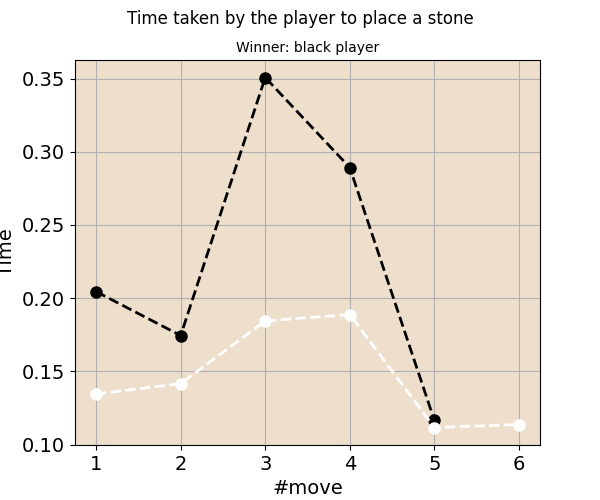 Time taken by the player to place a stone
Winner: black player
0.35
0.30
0.25
0.20
0.15
0.10
Time
1 2 3 4 5 6
#move